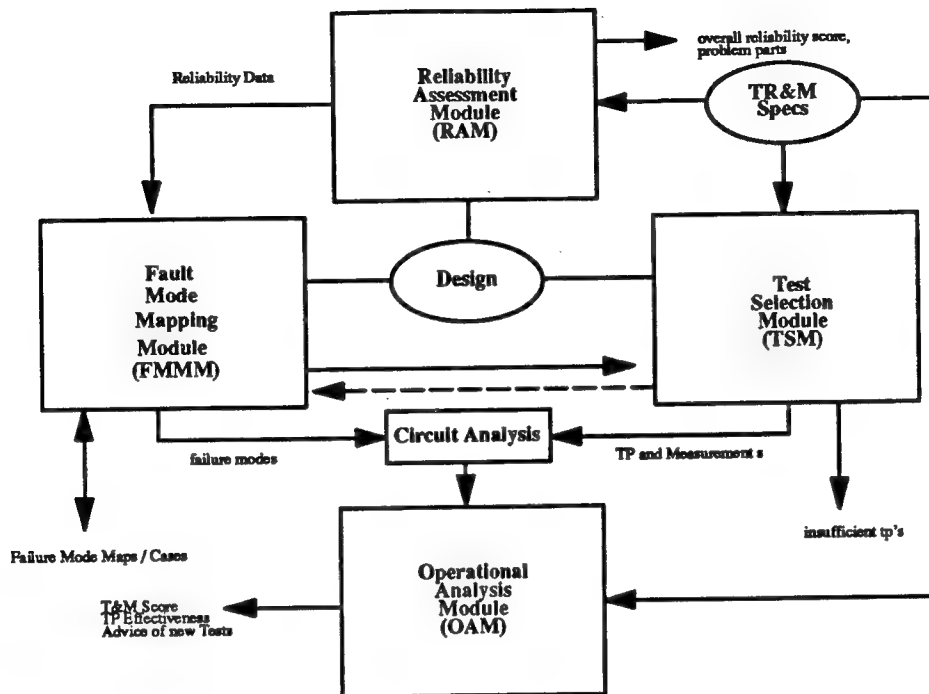 overall reliability score,
problem parts
Reliability Data
Reliability
Assessment
Module
(RAM)
TR&M
Specs
Fault
Mode
Mapping
Module
(FMMM)
Design
Test
Selection
Module
(TSM)
Circuit Analysis
failure modes
TP and Measurement s
insufficient tp's
Failure Mode Maps / Cases
Operational
Analysis
Module
(OAM)
T&M Score
TP Effectiveness
Advice of new Tests